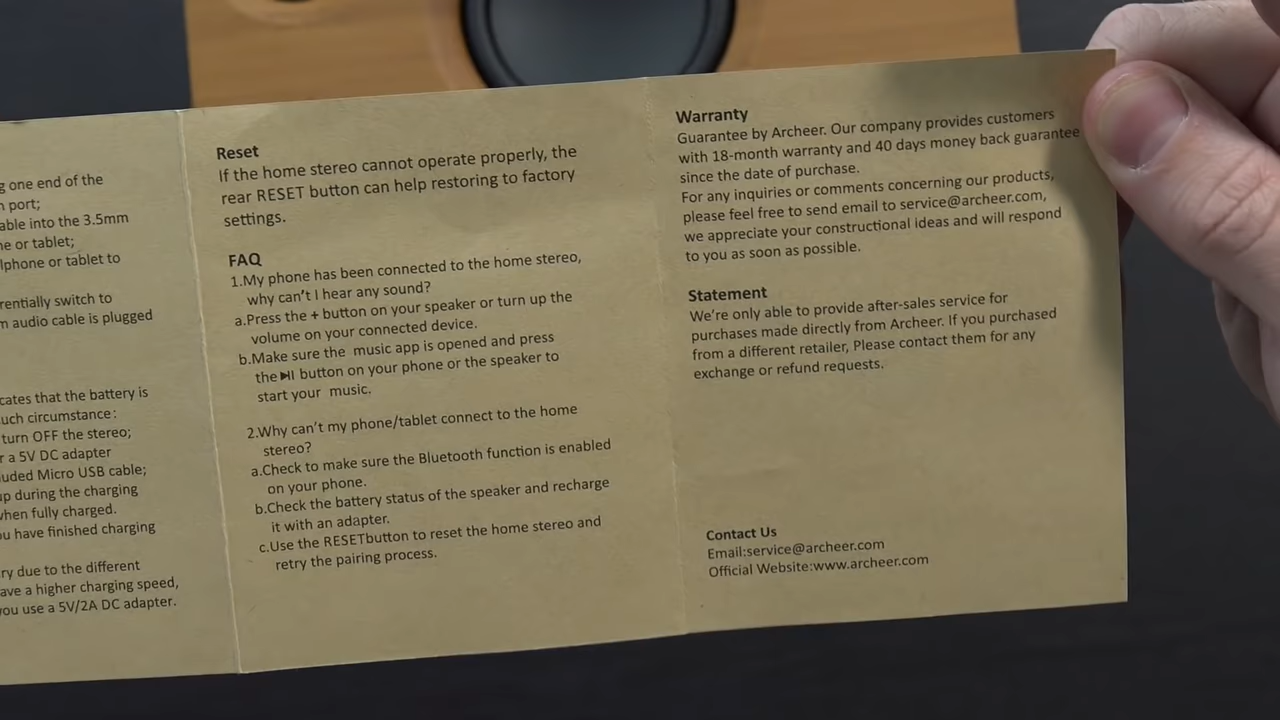 g one end of the
port;
able into the 3.5mm
ne or tablet;
lphone or tablet to
rentially switch to
m audio cable is plugged
cates that the battery is
uch circumstance:
turn OFF the stereo;
r a 5V DC adapter
uded Micro USB cable;
up during the charging
when fully charged.
ou have finished charging
ry due to the different
ave a higher charging speed,
you use a 5V/2A DC adapter.
Reset
If the home stereo cannot operate properly, the
rear RESET button can help restoring to factory
settings.
FAQ
1.My phone has been connected to the home stereo,
why can't I hear any sound?
a.Press the + button on your speaker or turn up the
volume on your connected device.
b.Make sure the music app is opened and press
the ⏯ button on your phone or the speaker to
start your music.
2.Why can't my phone/tablet connect to the home
stereo?
a.Check to make sure the Bluetooth function is enabled
on your phone.
b.Check the battery status of the speaker and recharge
it with an adapter.
c.Use the RESETbutton to reset the home stereo and
retry the pairing process.
Warranty
Guarantee by Archeer. Our company provides customers
with 18-month warranty and 40 days money back guarantee
since the date of purchase.
For any inquiries or comments concerning our products,
please feel free to send email to service@archeer.com,
we appreciate your constructional ideas and will respond
to you as soon as possible.
Statement
We're only able to provide after-sales service for
purchases made directly from Archeer. If you purchased
from a different retailer, Please contact them for any
exchange or refund requests.
Contact Us
Email:service@archeer.com
Official Website:www.archeer.com